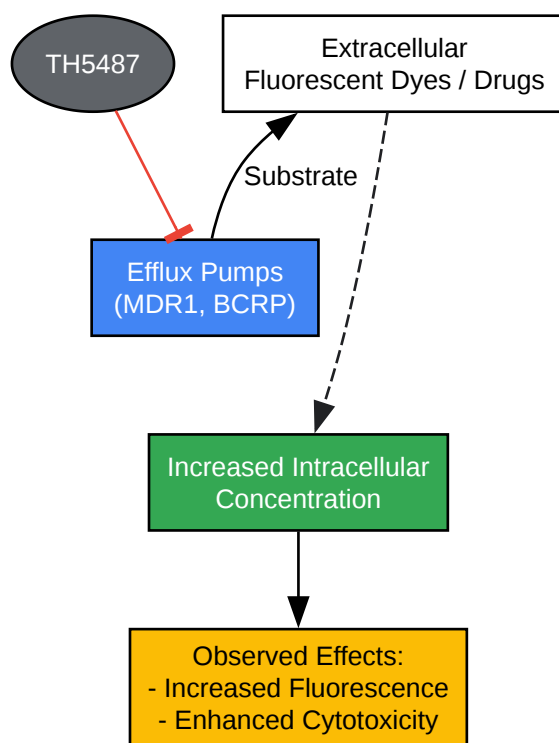 TH5487
Extracellular
Fluorescent Dyes / Drugs
Substrate
Efflux Pumps
(MDR1, BCRP)
Increased Intracellular
Concentration
Observed Effects:
- Increased Fluorescence
- Enhanced Cytotoxicity